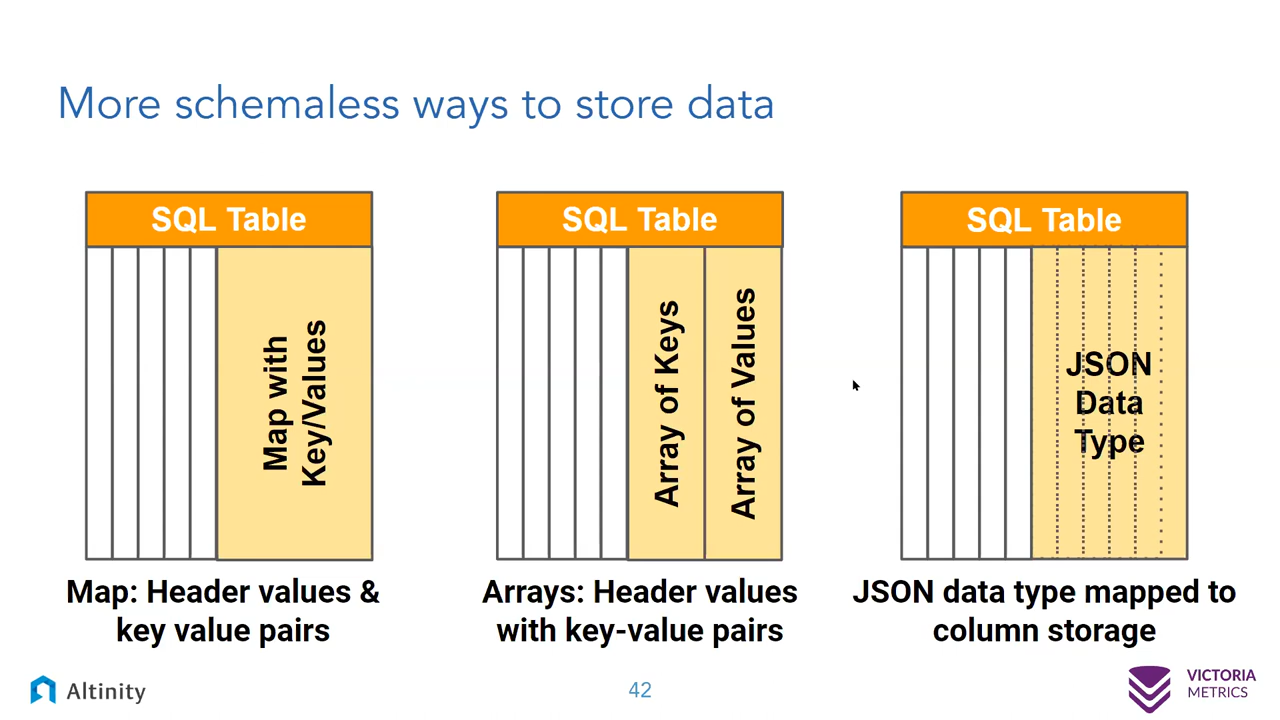 More schemaless ways to store data
SQL Table
Map with
Key/Values
Map: Header values &
key value pairs
SQL Table
Array of Keys
Array of Values
Arrays: Header values
with key-value pairs
SQL Table
JSON
Data
Type
JSON data type mapped to
column storage
Altinity
42
VICTORIA
METRICS